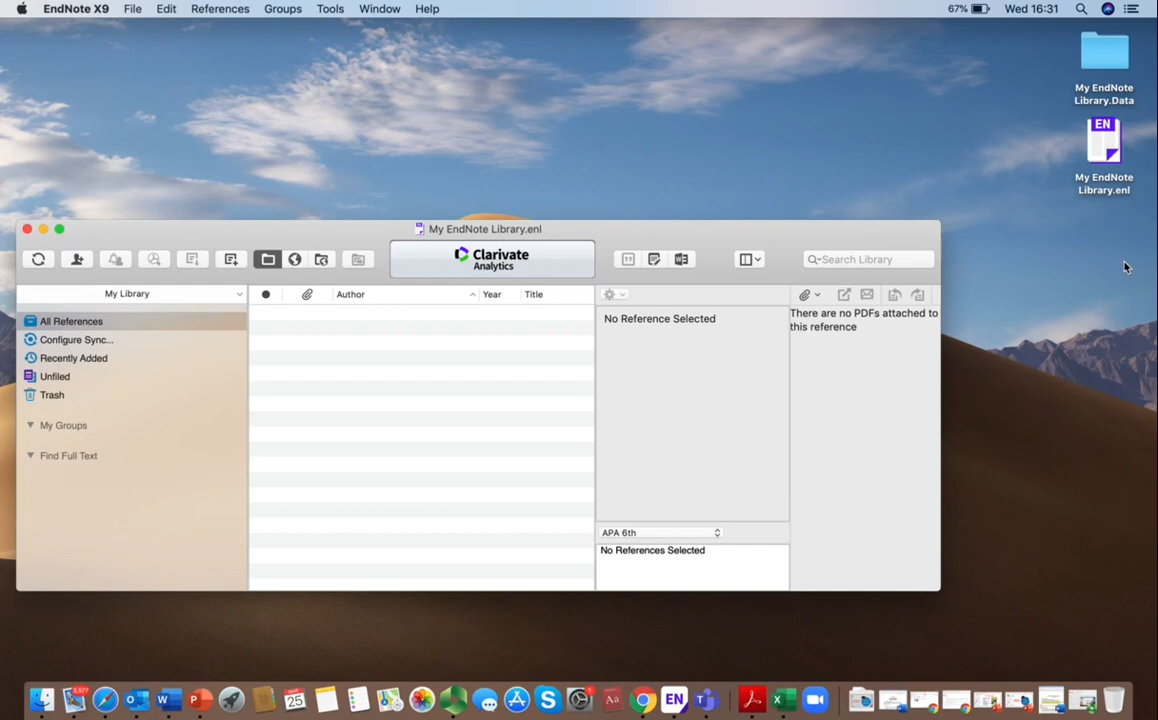 EndNote X9 File Edit References Groups Tools Window Help 67% Wed 16:31
My EndNote
Library.Data
EN
My EndNote
Library.enl
My EndNote Library.enl
Clarivate
Analytics
Search Library
My Library
Author Year Title
All References
Configure Sync...
Recently Added
Unfiled
Trash
My Groups
Find Full Text
No Reference Selected
There are no PDFs attached to
this reference
APA 6th
No References Selected
EN